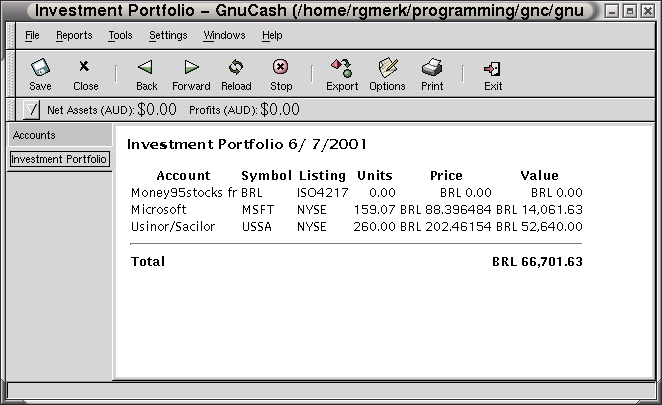 Investment Portfolio – GnuCash (/home/rgmerk/programming/gnc/gnu
File Reports Tools Settings Windows Help
Save Close Back Forward Reload Stop Export Options Print Exit
Net Assets (AUD): $0.00 Profits (AUD): $0.00
Accounts
Investment Portfolio
Investment Portfolio 6/ 7/2001
Account Symbol Listing Units Price Value
Money95stocks fr BRL ISO4217 0.00 BRL 0.00 BRL 0.00
Microsoft MSFT NYSE 159.07 BRL 88.396484 BRL 14,061.63
Usinor/Sacilor USSA NYSE 260.00 BRL 202.46154 BRL 52,640.00
Total BRL 66,701.63